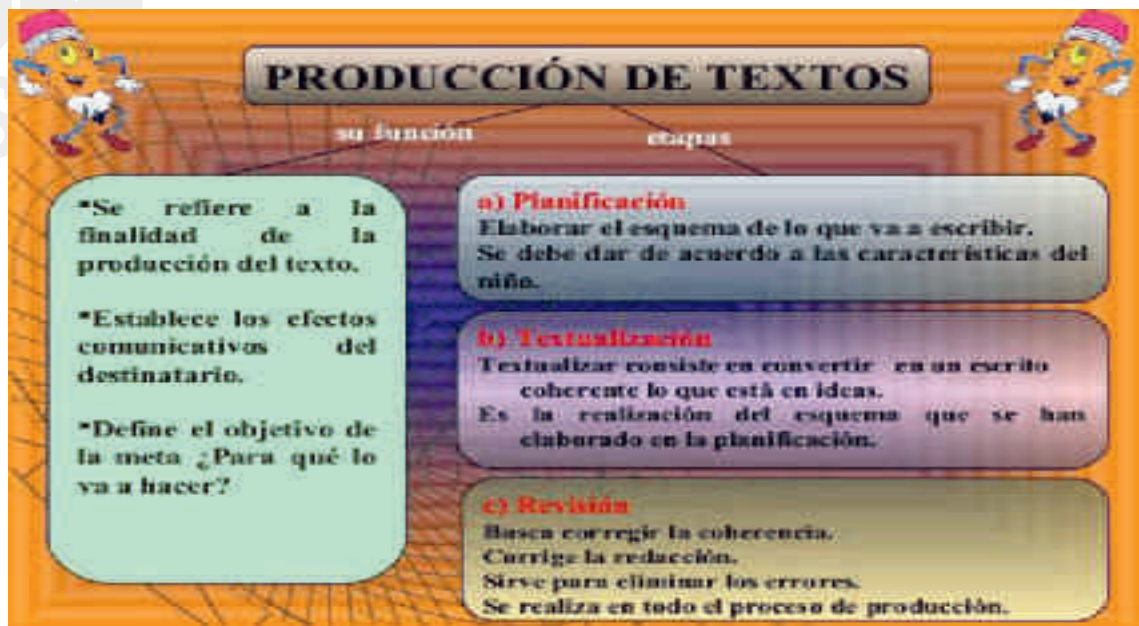 PRODUCCIÓN DE TEXTOS
su función
etapas
*Se refiere a la
finalidad de la
producción del texto.
*Establece los efectos
comunicativos del
destinatario.
*Define el objetivo de
la meta ¿Para qué lo
va a hacer?
a) Planificación
Elaborar el esquema de lo que va a escribir.
Se debe dar de acuerdo a las características del
niño.
b) Textualización
Textualizar consiste en convertir en un escrito
coherente lo que está en ideas.
Es la realización del esquema que se han
elaborado en la planificación.
c) Revisión
Busca corregir la coherencia.
Corrige la redacción.
Sirve para eliminar los errores.
Se realiza en todo el proceso de producción.